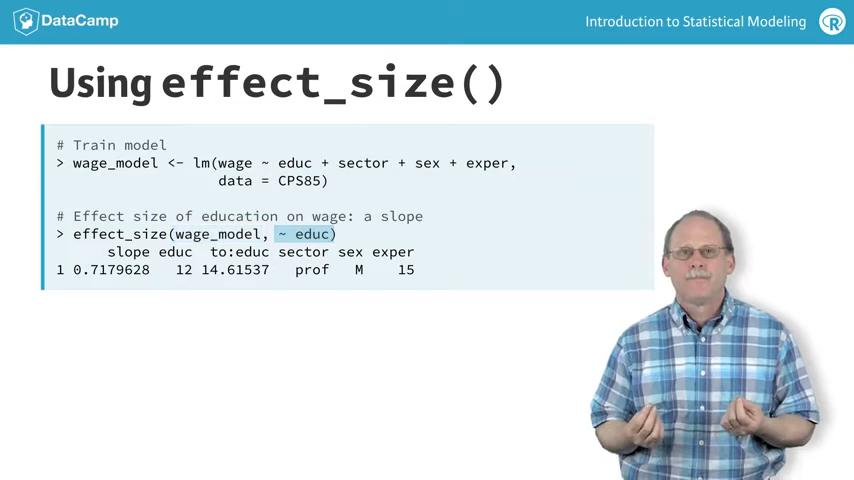 DataCamp
Introduction to Statistical Modeling
R
Using effect_size()
# Train model
> wage_model <- lm(wage ~ educ + sector + sex + exper,
data = CPS85)
# Effect size of education on wage: a slope
> effect_size(wage_model, ~ educ)
slope educ to:educ sector sex exper
1 0.7179628 12 14.61537 prof M 15